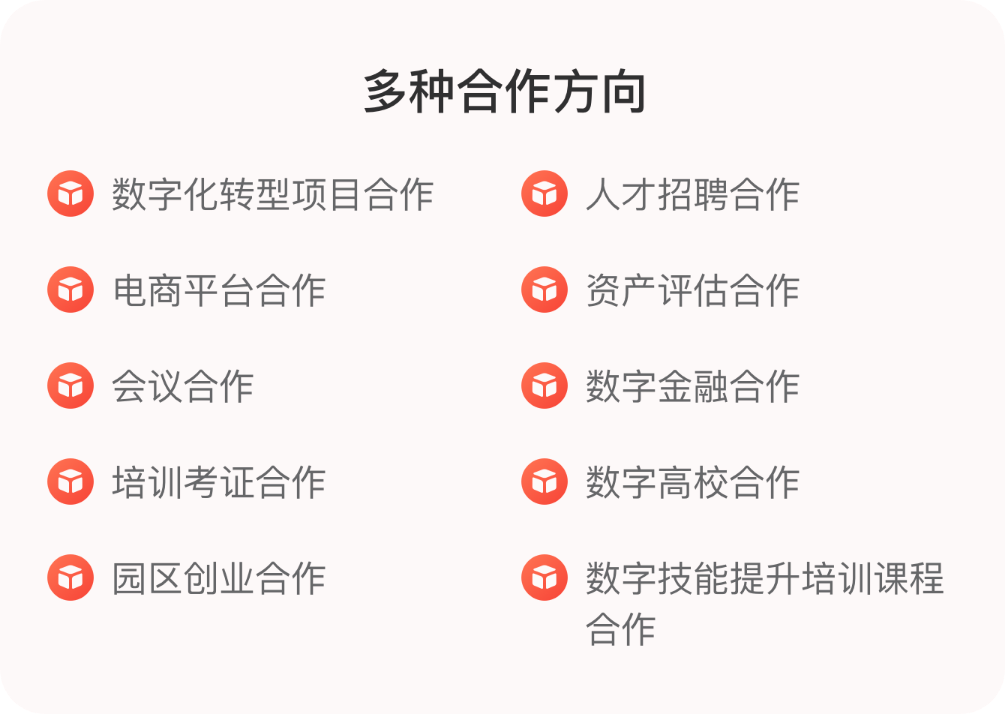 多种合作方向
数字化转型项目合作
人才招聘合作
电商平台合作
资产评估合作
会议合作
数字金融合作
培训考证合作
数字高校合作
园区创业合作
数字技能提升培训课程
合作